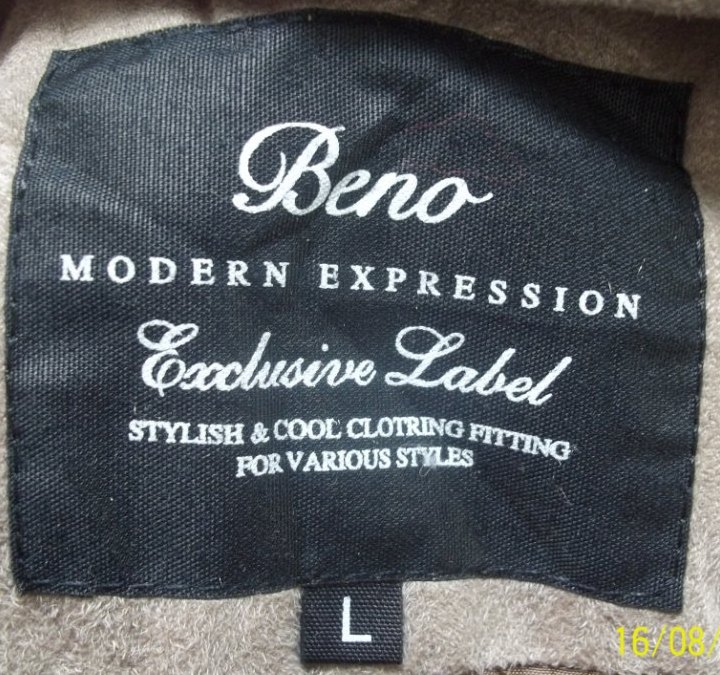 Beno
MODERN EXPRESSION
Exclusive Label
STYLISH & COOL CLOTRING FITTING
FOR VARIOUS STYLES
L
16/08/